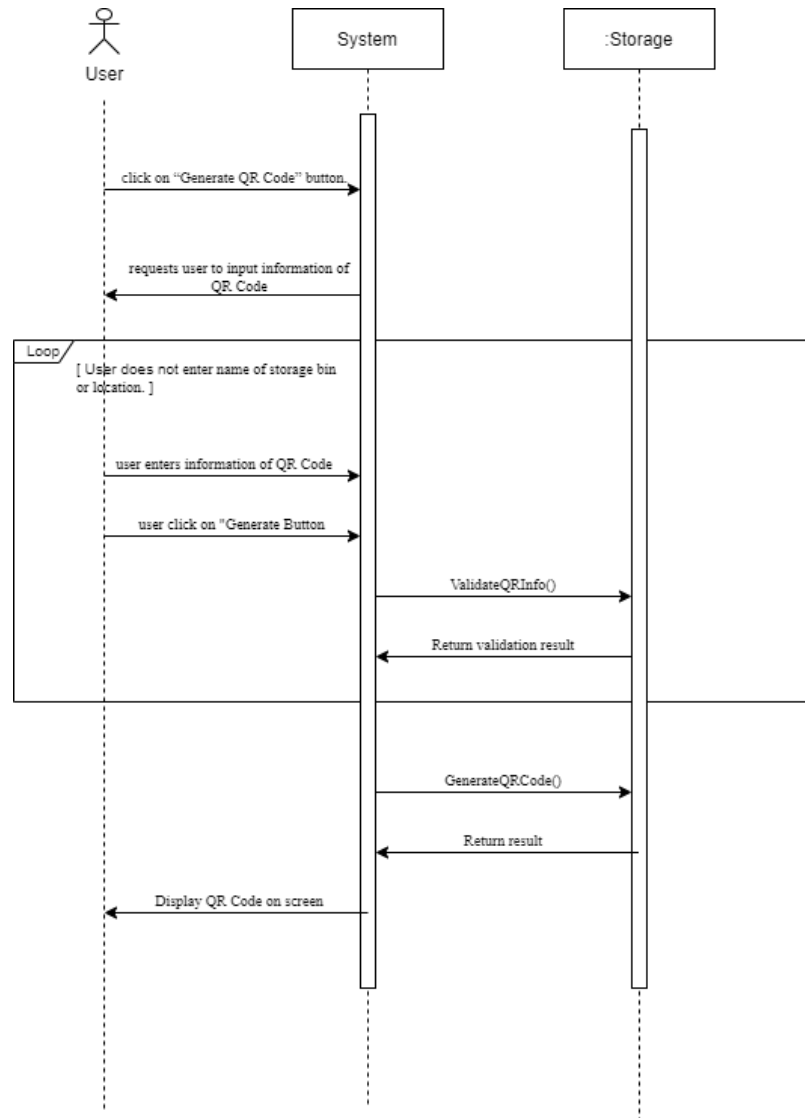 User
System
:Storage
click on “Generate QR Code” button.
requests user to input information of
QR Code
Loop
[ User does not enter name of storage bin
or location. ]
user enters information of QR Code
user click on "Generate Button
ValidateQRInfo()
Return validation result
GenerateQRCode()
Return result
Display QR Code on screen